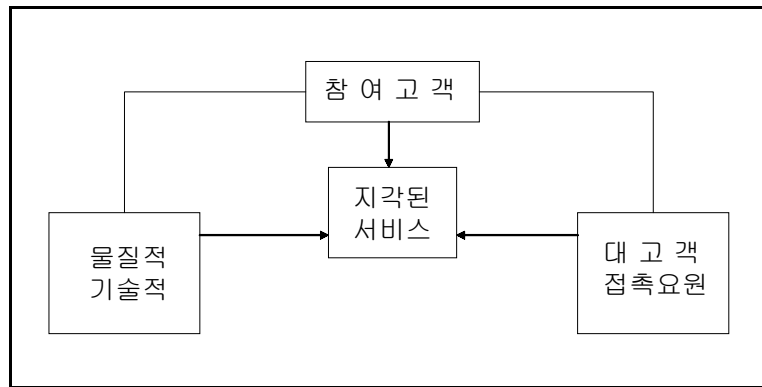 참 여 고 객
지각된
서비스
물질적
기술적
대 고 객
접촉요원